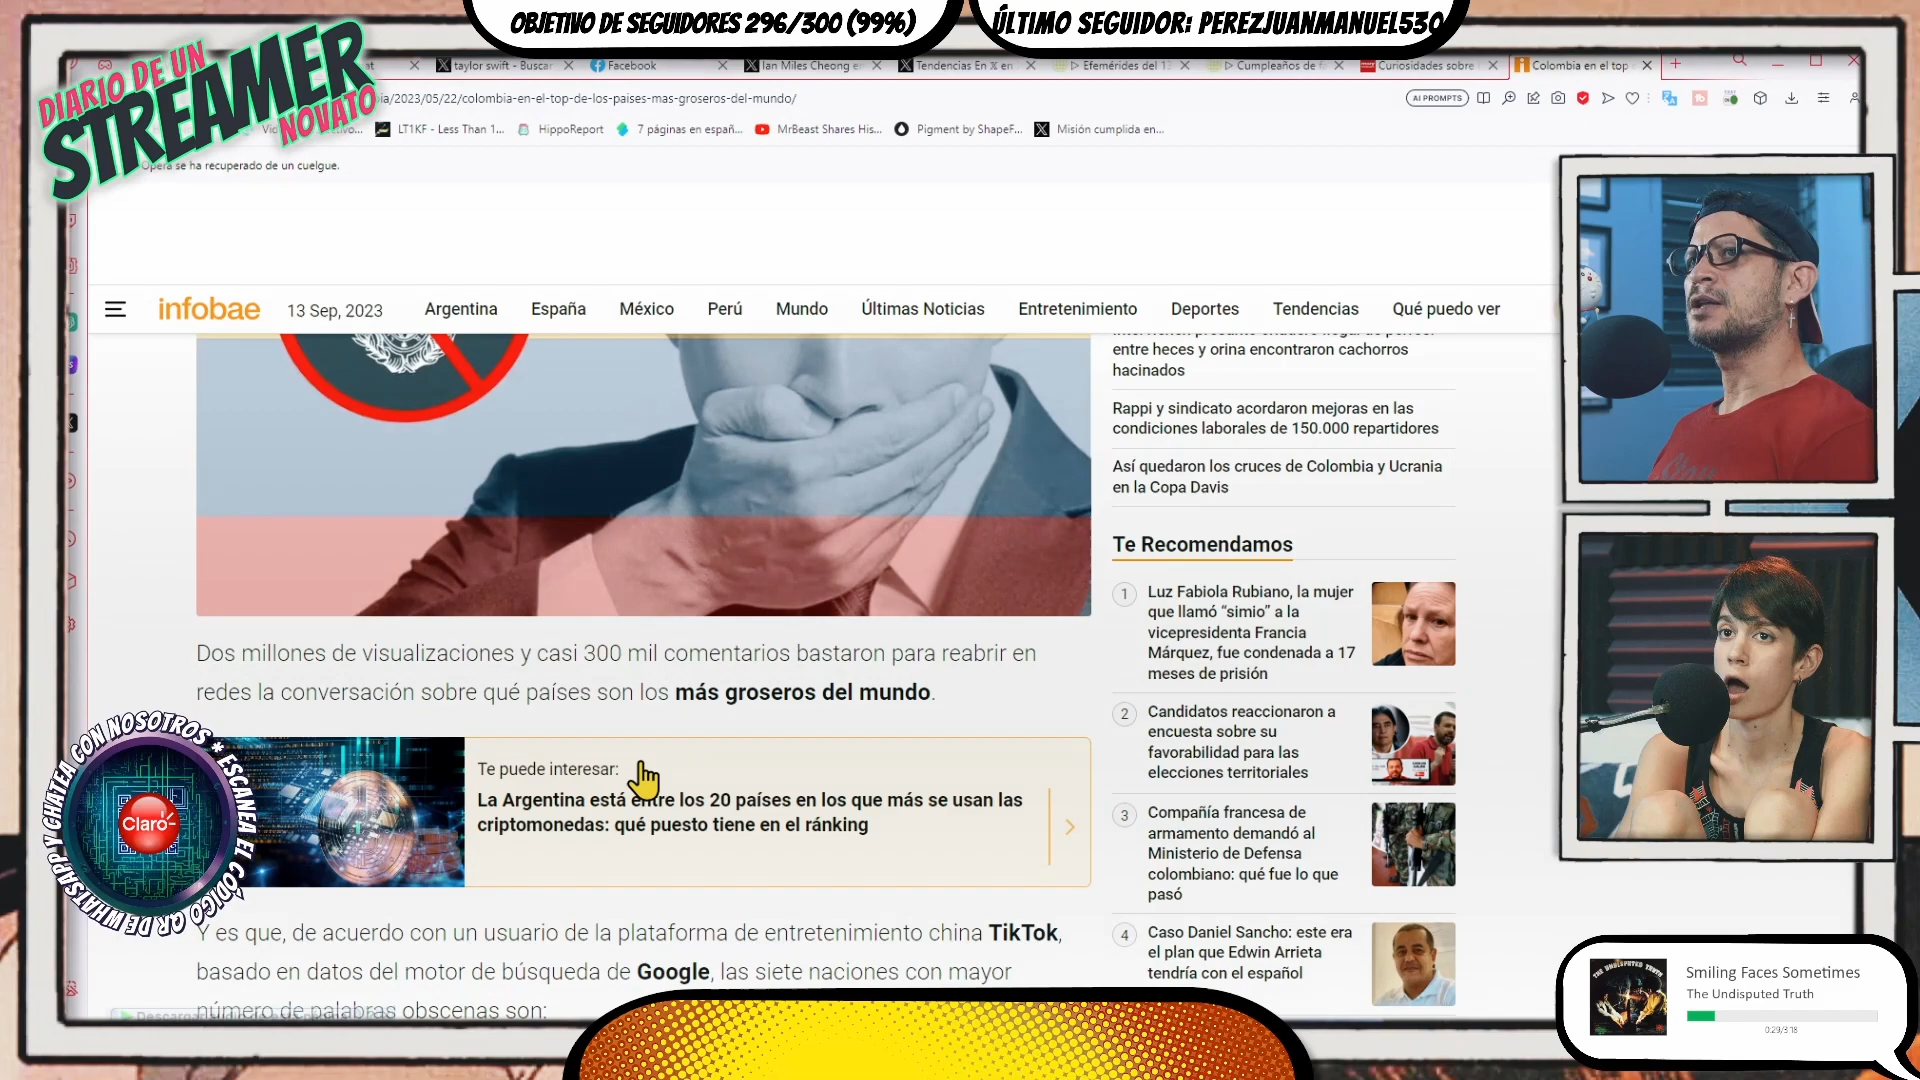 OBJETIVO DE SEGUIDORES 296/300 (99%)
ÚLTIMO SEGUIDOR: PEREZJUANMANUEL530
DIARIO DE UN
STREAMER
NOVATO
taylor swift - Buscar
Facebook
Ian Miles Cheong en
Tendencias En X en
Efemérides del 13
Cumpleaños de fa
Curiosidades sobre
Colombia en el top
ia/2023/05/22/colombia-en-el-top-de-los-paises-mas-groseros-del-mundo/
AI PROMPTS
LT1KF - Less Than 1...
HippoReport
7 páginas en españ...
MrBeast Shares His...
Pigment by ShapeF...
Misión cumplida en...
Opera se ha recuperado de un cuelgue.
infobae
13 Sep, 2023
Argentina
España
México
Perú
Mundo
Últimas Noticias
Entretenimiento
Deportes
Tendencias
Qué puedo ver
entre heces y orina encontraron cachorros
hacinados
Rappi y sindicato acordaron mejoras en las
condiciones laborales de 150.000 repartidores
Así quedaron los cruces de Colombia y Ucrania
en la Copa Davis
Te Recomendamos
1
Luz Fabiola Rubiano, la mujer
que llamó “simio” a la
vicepresidenta Francia
Márquez, fue condenada a 17
meses de prisión
2
Candidatos reaccionaron a
encuesta sobre su
favorabilidad para las
elecciones territoriales
3
Compañía francesa de
armamento demandó al
Ministerio de Defensa
colombiano: qué fue lo que
pasó
4
Caso Daniel Sancho: este era
el plan que Edwin Arrieta
tendría con el español
Dos millones de visualizaciones y casi 300 mil comentarios bastaron para reabrir en
redes la conversación sobre qué países son los más groseros del mundo.
Te puede interesar:
La Argentina está entre los 20 países en los que más se usan las
criptomonedas: qué puesto tiene en el ránking
Y es que, de acuerdo con un usuario de la plataforma de entretenimiento china TikTok,
basado en datos del motor de búsqueda de Google, las siete naciones con mayor
número de palabras obscenas son:
* ESCANEA EL CÓDIGO QR DE WHATSAPP Y CHATEA CON NOSOTROS
Claro
THE UNDISPUTED TRUTH
Smiling Faces Sometimes
The Undisputed Truth
0:29/3:18